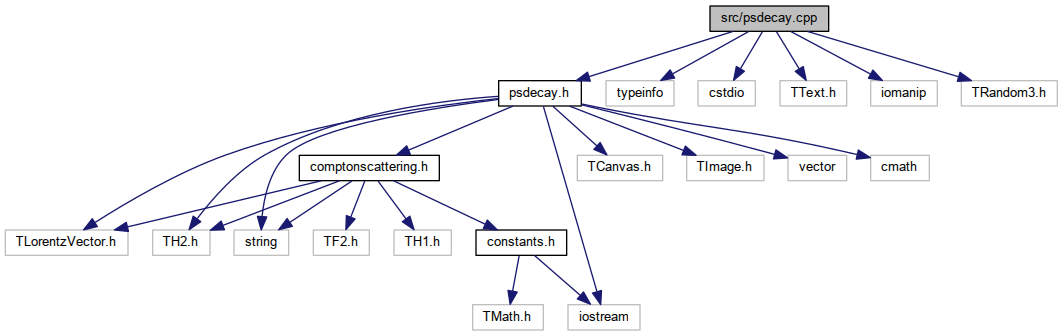 src/psdecay.cpp
psdecay.h
typeinfo
cstdio
TText.h
iomanip
TRandom3.h
comptonscattering.h
TCanvas.h
TImage.h
vector
cmath
TLorentzVector.h
TH2.h
string
TF2.h
TH1.h
constants.h
TMath.h
iostream